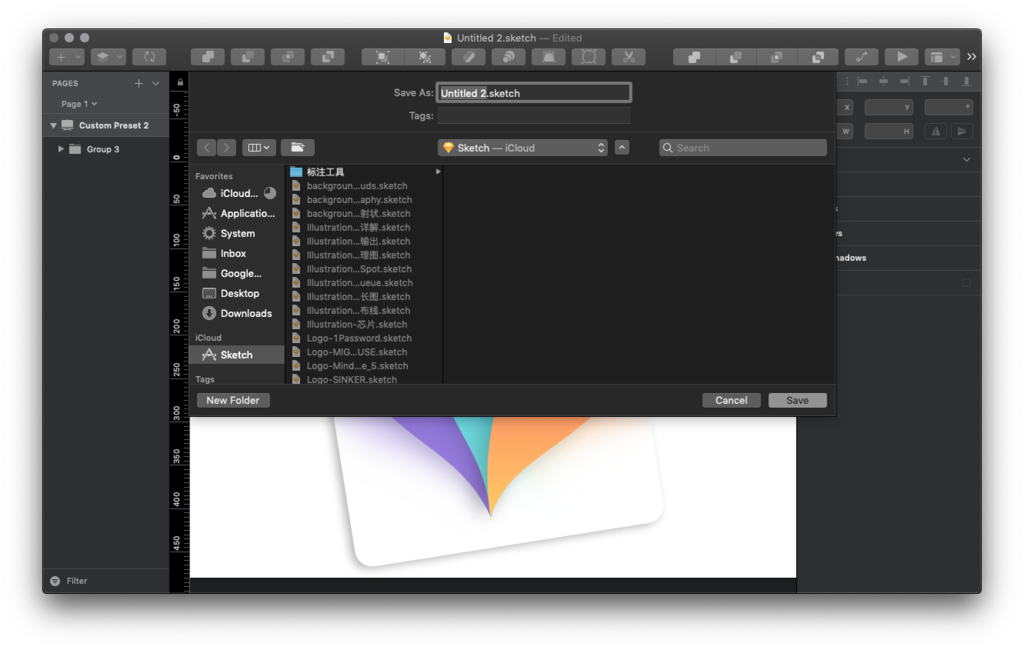 Untitled 2.sketch — Edited
PAGES
Page 1
Custom Preset 2
Group 3
Filter
-50
0
50
100
150
200
250
300
350
400
450
Save As: Untitled 2.sketch
Tags:
Sketch — iCloud
Search
Favorites
iCloud...
Applicatio...
System
Inbox
Google...
Desktop
Downloads
iCloud
Sketch
Tags
标注工具
backgroun...uds.sketch
backgroun...aphy.sketch
backgroun...射状.sketch
Illustration...详解.sketch
Illustration...输出.sketch
Illustration...理图.sketch
Illustration...Spot.sketch
Illustration...ueue.sketch
Illustration...长图.sketch
Illustration...布线.sketch
Illustration-芯片.sketch
Logo-1Password.sketch
Logo-MIG...USE.sketch
Logo-Mind...e_5.sketch
Logo-SINKER.sketch
New Folder
Cancel
Save
X
Y
°
W
H
s
ws
hadows